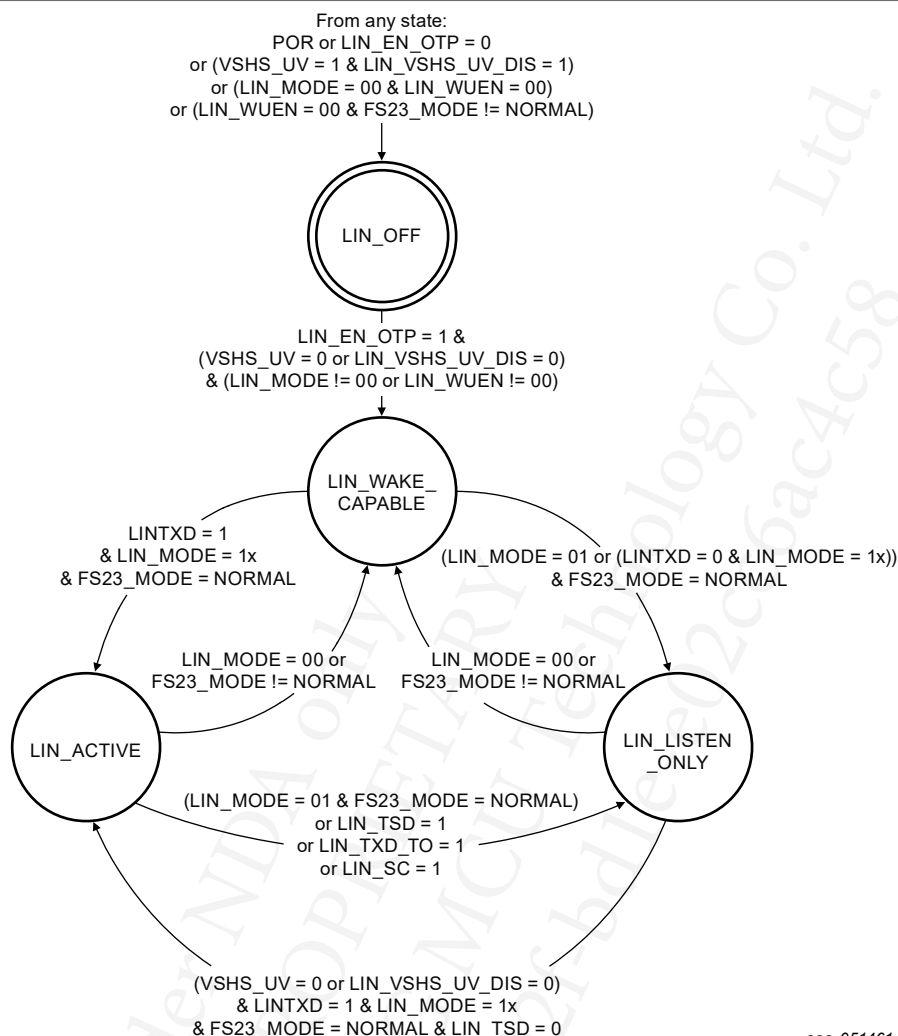 From any state:
POR or LIN_EN_OTP = 0
or (VSHS_UV = 1 & LIN_VSHS_UV_DIS = 1)
or (LIN_MODE = 00 & LIN_WUEN = 00)
or (LIN_WUEN = 00 & FS23_MODE != NORMAL)
LIN_OFF
LIN_EN_OTP = 1 &
(VSHS_UV = 0 or LIN_VSHS_UV_DIS = 0)
& (LIN_MODE != 00 or LIN_WUEN != 00)
LIN_WAKE_
CAPABLE
LINTXD = 1
& LIN_MODE = 1x
& FS23_MODE = NORMAL
(LIN_MODE = 01 or (LINTXD = 0 & LIN_MODE = 1x))
& FS23_MODE = NORMAL
LIN_MODE = 00 or
FS23_MODE != NORMAL
LIN_MODE = 00 or
FS23_MODE != NORMAL
LIN_ACTIVE
LIN_LISTEN
_ONLY
(LIN_MODE = 01 & FS23_MODE = NORMAL)
or LIN_TSD = 1
or LIN_TXD_TO = 1
or LIN_SC = 1
(VSHS_UV = 0 or LIN_VSHS_UV_DIS = 0)
& LINTXD = 1 & LIN_MODE = 1x
& FS23_MODE = NORMAL & LIN_TSD = 0